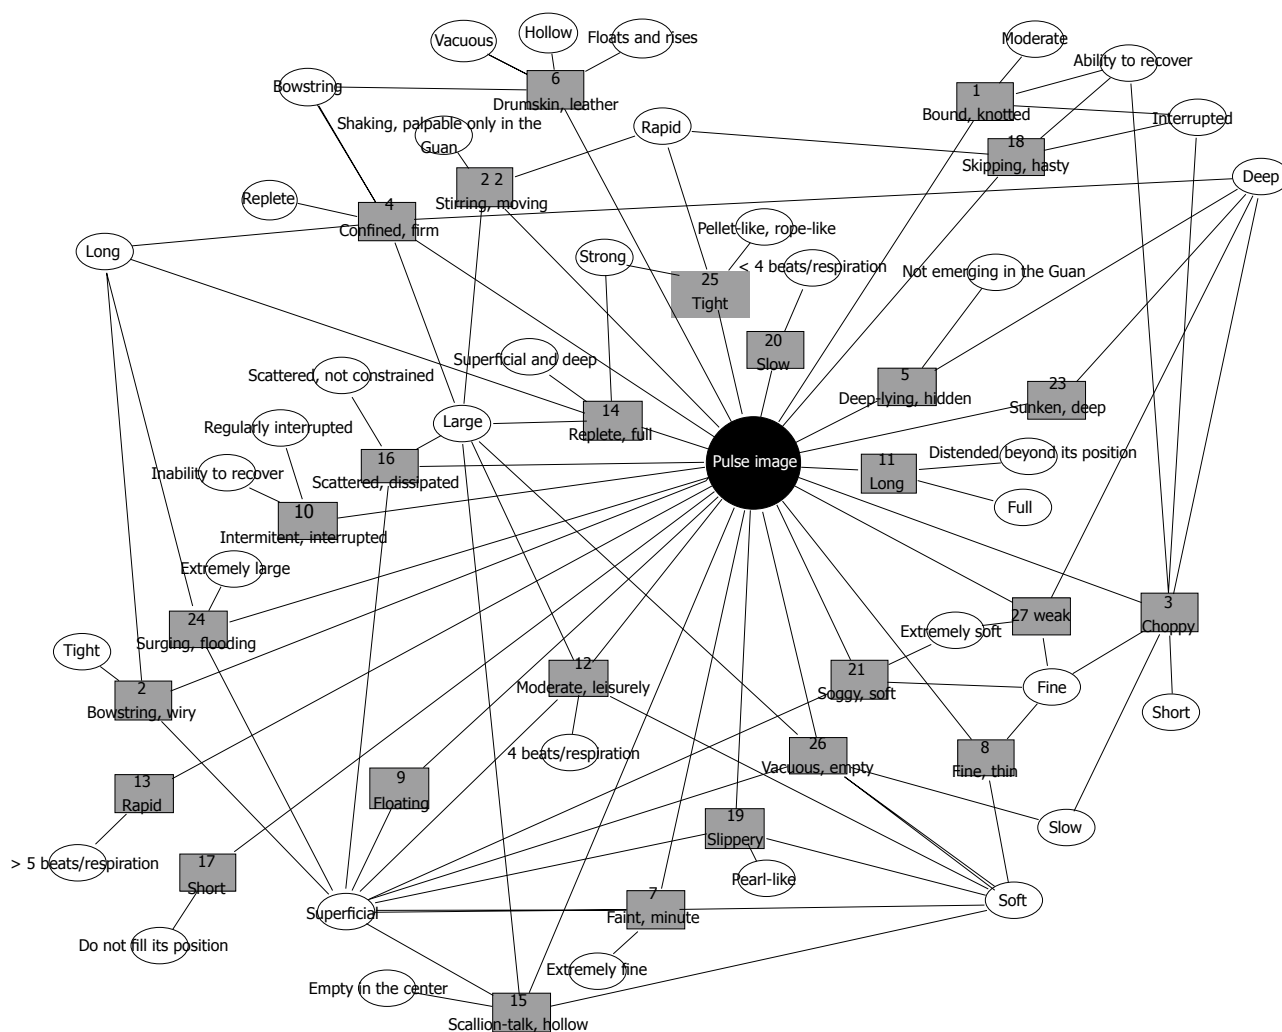 Hollow
Vacuous
Floats and rises
Moderate
Ability to recover
6
Drumskin, leather
Bowstring
1
Bound, knotted
Interrupted
Shaking, palpable only in the
Guan
Rapid
18
Skipping, hasty
Deep
2 2
Stirring, moving
Replete
4
Confined, firm
Pellet-like, rope-like
Long
Strong
< 4 beats/respiration
Not emerging in the Guan
25
Tight
20
Slow
Superficial and deep
Scattered, not constrained
5
Deep-lying, hidden
23
Sunken, deep
Regularly interrupted
Large
14
Replete, full
Inability to recover
16
Scattered, dissipated
Pulse image
11
Long
Distended beyond its position
Full
10
Intermitent, interrupted
Extremely large
24
Surging, flooding
27 weak
3
Choppy
Extremely soft
Tight
2
Bowstring, wiry
12
Moderate, leisurely
21
Soggy, soft
Fine
Short
4 beats/respiration
26
Vacuous, empty
8
Fine, thin
13
Rapid
9
Floating
19
Slippery
Slow
> 5 beats/respiration
17
Short
Pearl-like
Superficial
7
Faint, minute
Soft
Do not fill its position
Extremely fine
Empty in the center
15
Scallion-talk, hollow